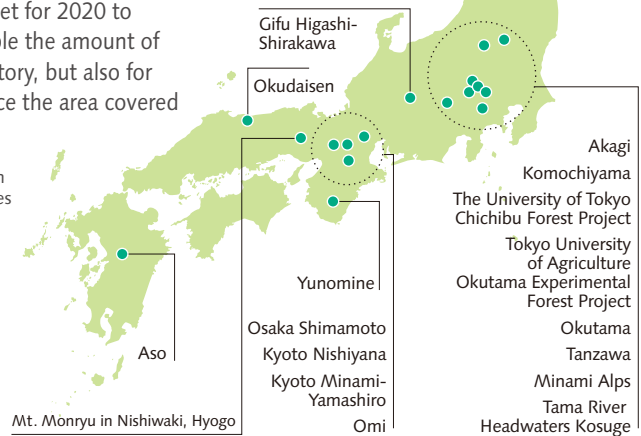 et for 2020 to
ble the amount of
tory, but also for
ce the area covered
n
es
Gifu Higashi-
Shirakawa
Okudaisen
Akagi
Komochiyama
The University of Tokyo
Chichibu Forest Project
Tokyo University
of Agriculture
Okutama Experimental
Forest Project
Okutama
Tanzawa
Minami Alps
Tama River
Headwaters Kosuge
Yunomine
Osaka Shimamoto
Kyoto Nishiyana
Kyoto Minami-
Yamashiro
Omi
Aso
Mt. Monryu in Nishiwaki, Hyogo